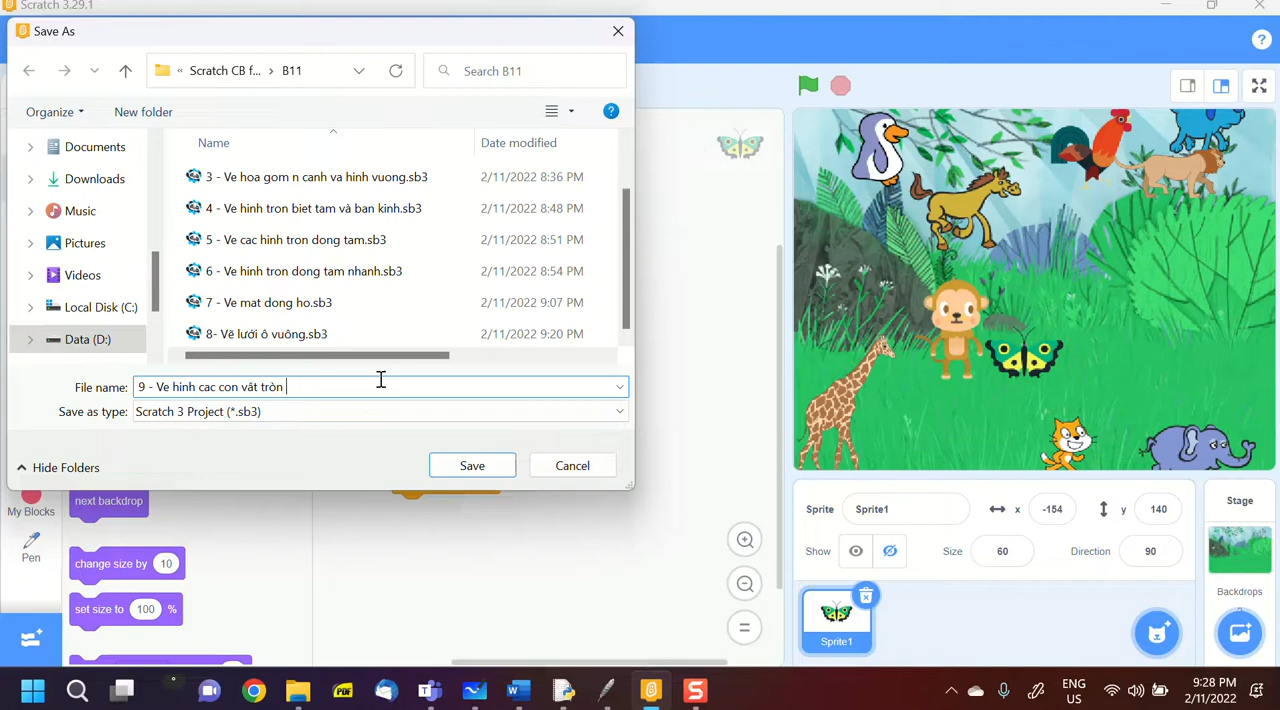 Scratch 3.29.1
Save As
« Scratch CB f... › B11
Search B11
Organize
New folder
Name
Date modified
Documents
Downloads
Music
Pictures
Videos
Local Disk (C:)
Data (D:)
3 - Ve hoa gom n canh va hinh vuong.sb3 2/11/2022 8:36 PM
4 - Ve hinh tron biet tam và ban kinh.sb3 2/11/2022 8:48 PM
5 - Ve cac hinh tron dong tam.sb3 2/11/2022 8:51 PM
6 - Ve hinh tron dong tam nhanh.sb3 2/11/2022 8:54 PM
7 - Ve mat dong ho.sb3 2/11/2022 9:07 PM
8- Vẽ lưới ô vuông.sb3 2/11/2022 9:20 PM
File name: 9 - Ve hinh cac con vât tròn
Save as type: Scratch 3 Project (*.sb3)
Hide Folders
Save
Cancel
My Blocks
Pen
next backdrop
change size by 10
set size to 100 %
Sprite Sprite1 x -154 y 140
Show Size 60 Direction 90
Sprite1
Stage
Backdrops
PDF
ENG
US
9:28 PM
2/11/2022